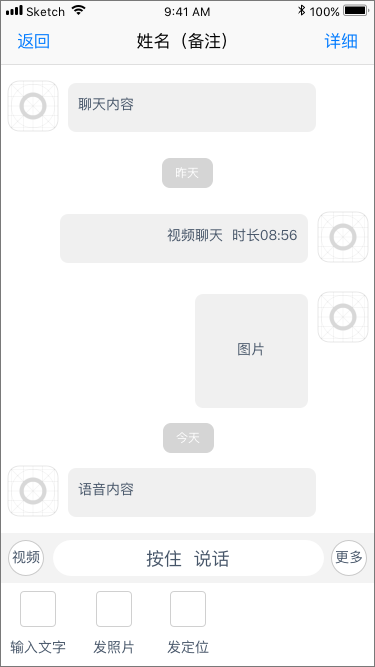 Sketch 9:41 AM 100%
返回 姓名（备注） 详细
聊天内容
昨天
视频聊天 时长08:56
图片
今天
语音内容
视频 按住 说话 更多
输入文字 发照片 发定位